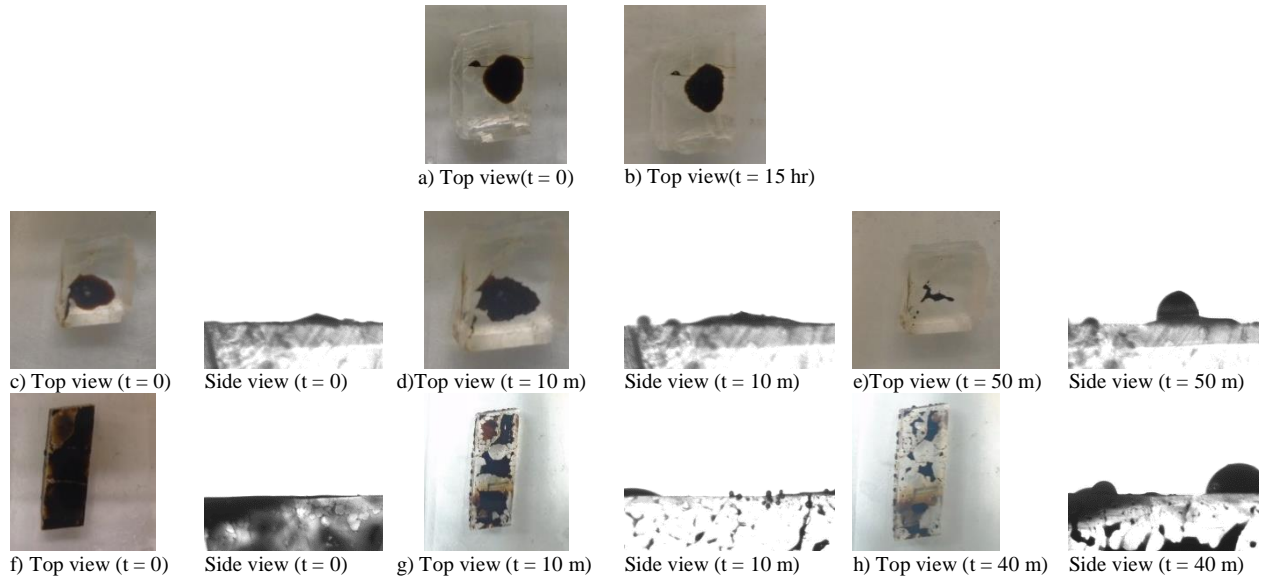 a) Top view(t = 0) b) Top view(t = 15 hr)
c) Top view (t = 0) Side view (t = 0) d)Top view (t = 10 m) Side view (t = 10 m) e)Top view (t = 50 m) Side view (t = 50 m)
f) Top view (t = 0) Side view (t = 0) g) Top view (t = 10 m) Side view (t = 10 m) h) Top view (t = 40 m) Side view (t = 40 m)